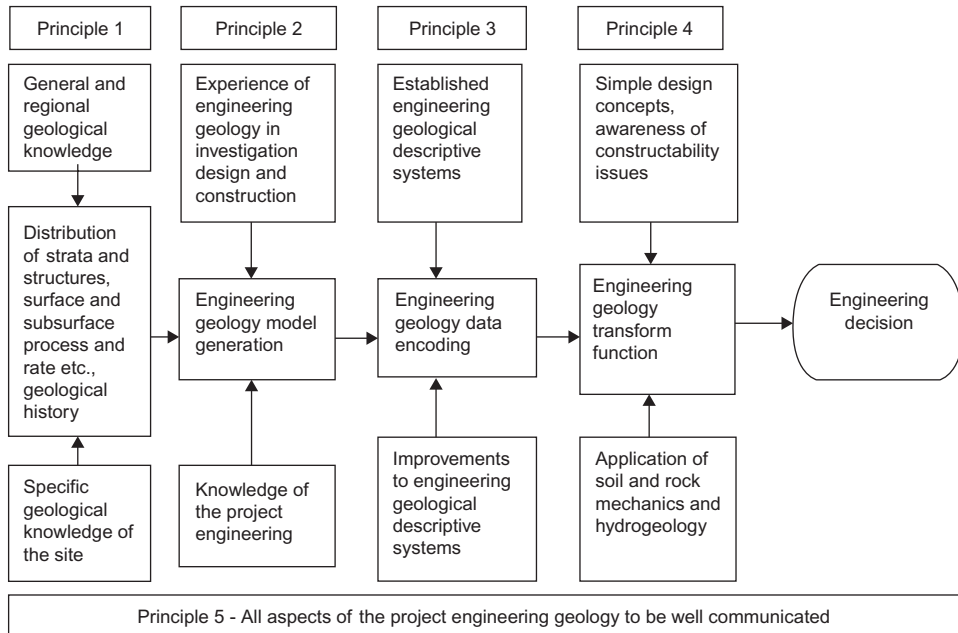 Principle 1
Principle 2
Principle 3
Principle 4
General and
regional
geological
knowledge
Experience of
engineering
geology in
investigation
design and
construction
Established
engineering
geological
descriptive
systems
Simple design
concepts,
awareness of
constructability
issues
Distribution
of strata and
structures,
surface and
subsurface
process and
rate etc.,
geological
history
Engineering
geology model
generation
Engineering
geology data
encoding
Engineering
geology
transform
function
Engineering
decision
Specific
geological
knowledge of
the site
Knowledge of
the project
engineering
Improvements
to engineering
geological
descriptive
systems
Application of
soil and rock
mechanics and
hydrogeology
Principle 5 - All aspects of the project engineering geology to be well communicated